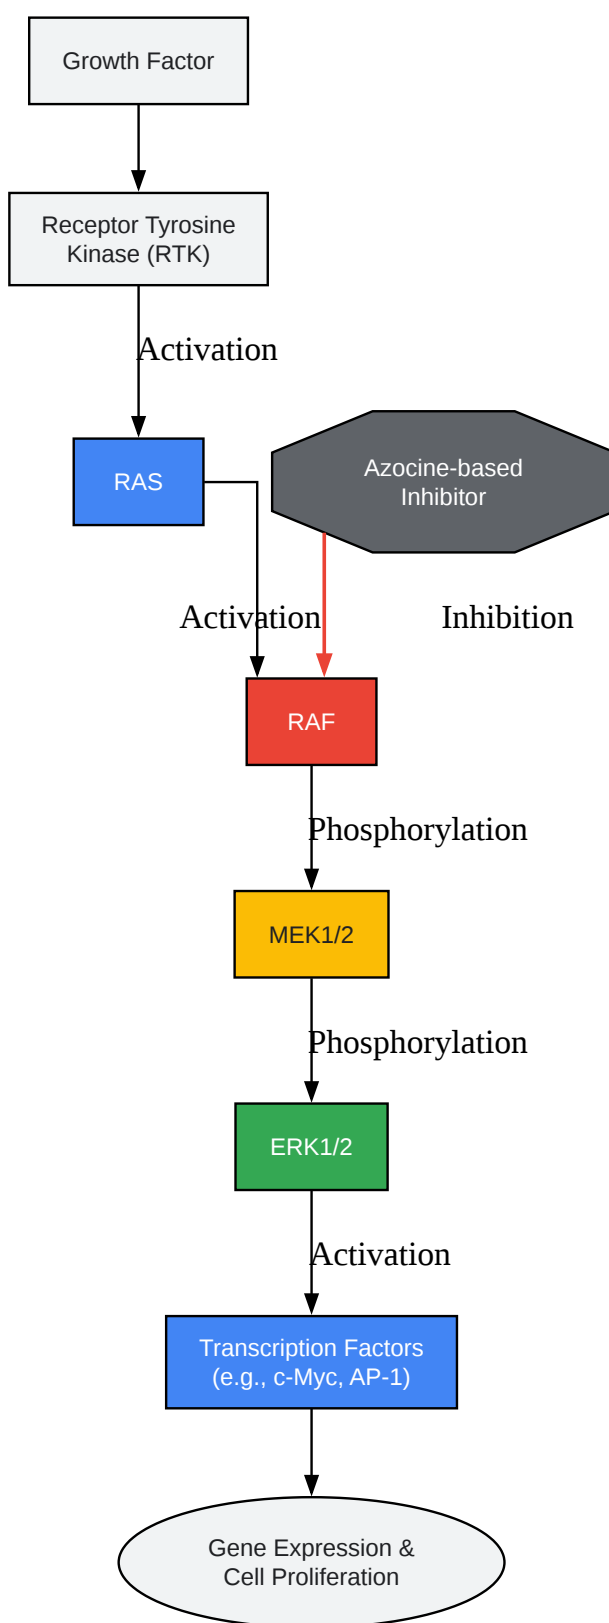 Growth Factor
Receptor Tyrosine
Kinase (RTK)
Activation
RAS
Azocine-based
Inhibitor
Activation
Inhibition
RAF
Phosphorylation
MEK1/2
Phosphorylation
ERK1/2
Activation
Transcription Factors
(e.g., c-Myc, AP-1)
Gene Expression &
Cell Proliferation